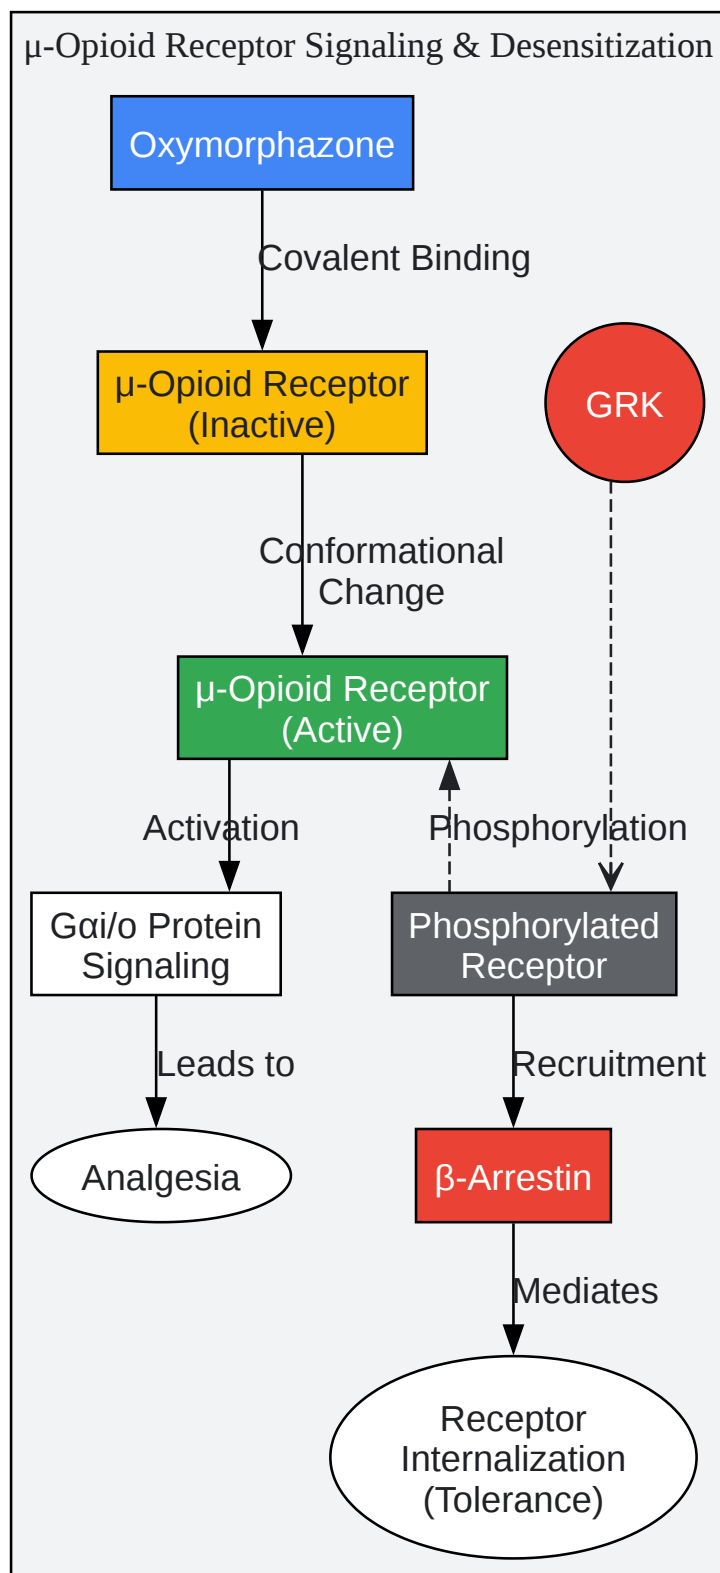 μ-Opioid Receptor Signaling & Desensitization
Oxymorphazone
Covalent Binding
μ-Opioid Receptor
(Inactive)
GRK
Conformational
Change
μ-Opioid Receptor
(Active)
Activation
Phosphorylation
Gαi/o Protein
Signaling
Phosphorylated
Receptor
Leads to
Recruitment
Analgesia
β-Arrestin
Mediates
Receptor
Internalization
(Tolerance)